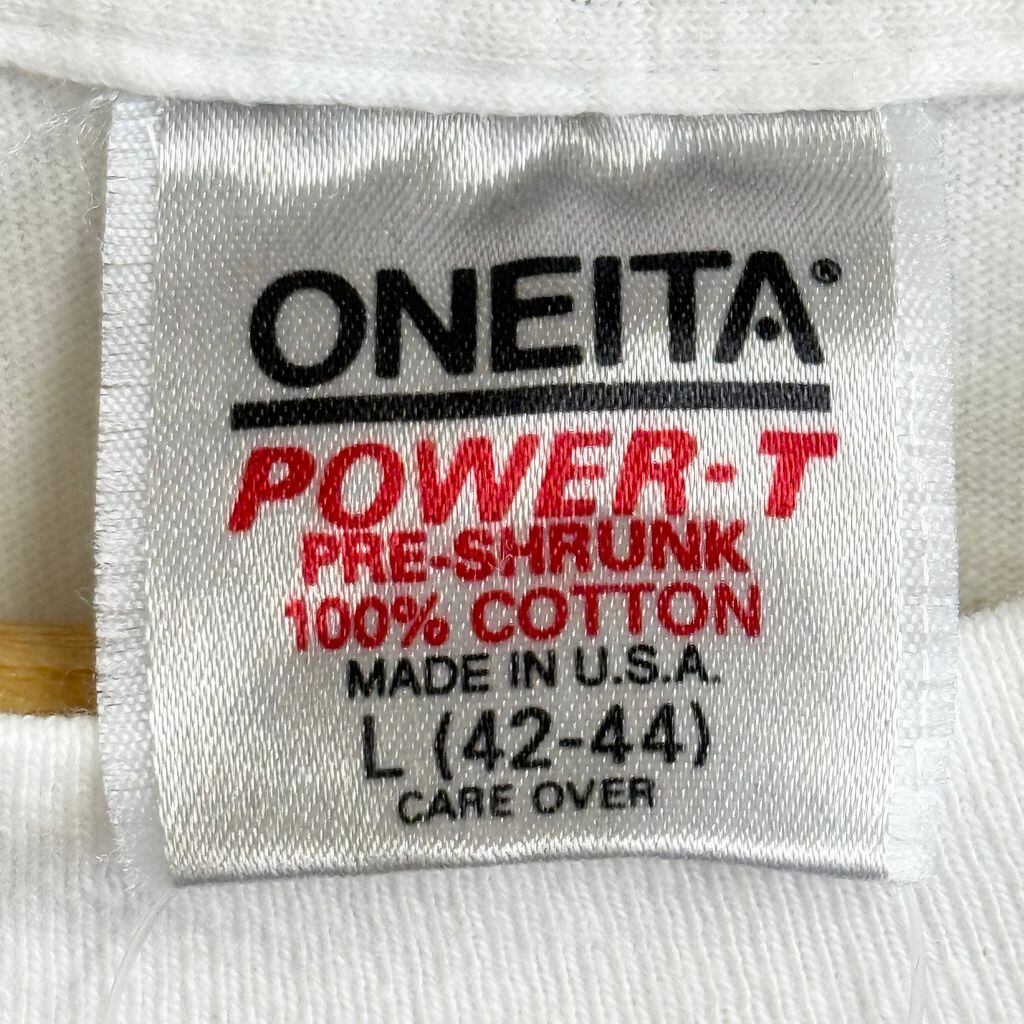 ONEITA®
POWER-T
PRE-SHRUNK
100% COTTON
MADE IN U.S.A.
L (42-44)
CARE OVER